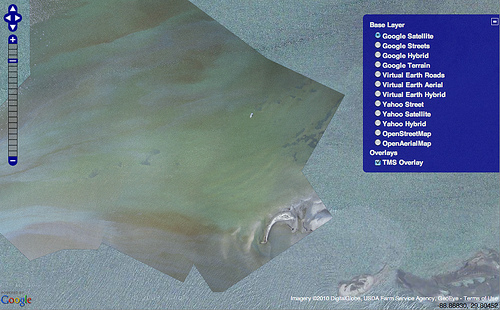 Base Layer
Google Satellite
Google Streets
Google Hybrid
Google Terrain
Virtual Earth Roads
Virtual Earth Aerial
Virtual Earth Hybrid
Yahoo Street
Yahoo Satellite
Yahoo Hybrid
OpenStreetMap
OpenAerialMap
Overlays
TMS Overlay
POWERED BY
Google
Imagery ©2010 DigitalGlobe, USDA Farm Service Agency, GeoEye - Terms of Use